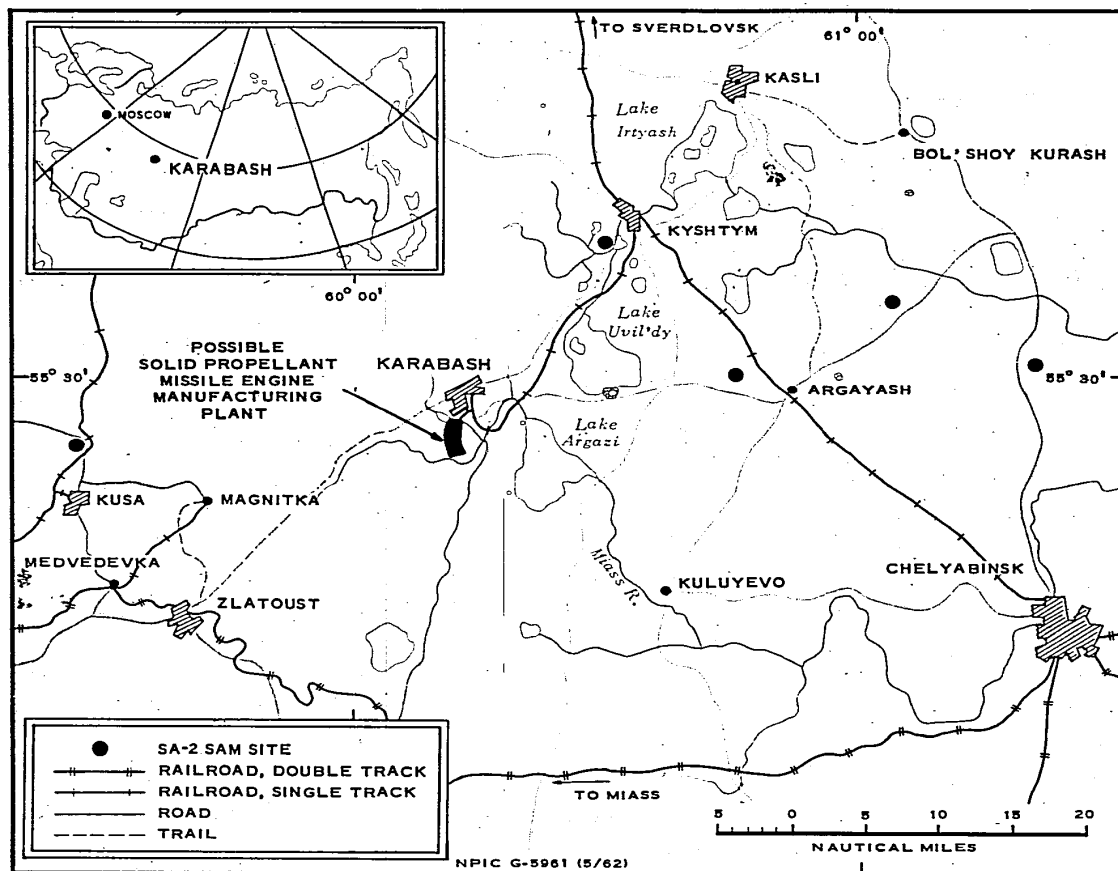 MOSCOW
KARABASH
TO SVERDLOVSK
61° 00'
KASLI
Lake
Irtyash
BOL'SHOY KURASH
KYSHTYM
60° 00'
Lake
Uvil'dy
POSSIBLE
SOLID PROPELLANT
MISSILE ENGINE
MANUFACTURING
PLANT
KARABASH
55° 30'
55° 30'
ARGAYASH
Lake
Argazi
KUSA
MAGNITKA
MEDVEDEVKA
ZLATOUST
Miass R.
KULUYEVO
CHELYABINSK
SA-2 SAM SITE
RAILROAD, DOUBLE TRACK
RAILROAD, SINGLE TRACK
ROAD
TRAIL
TO MIASS
5 0 5 10 15 20
NAUTICAL MILES
NPIC G-5961 (5/62)